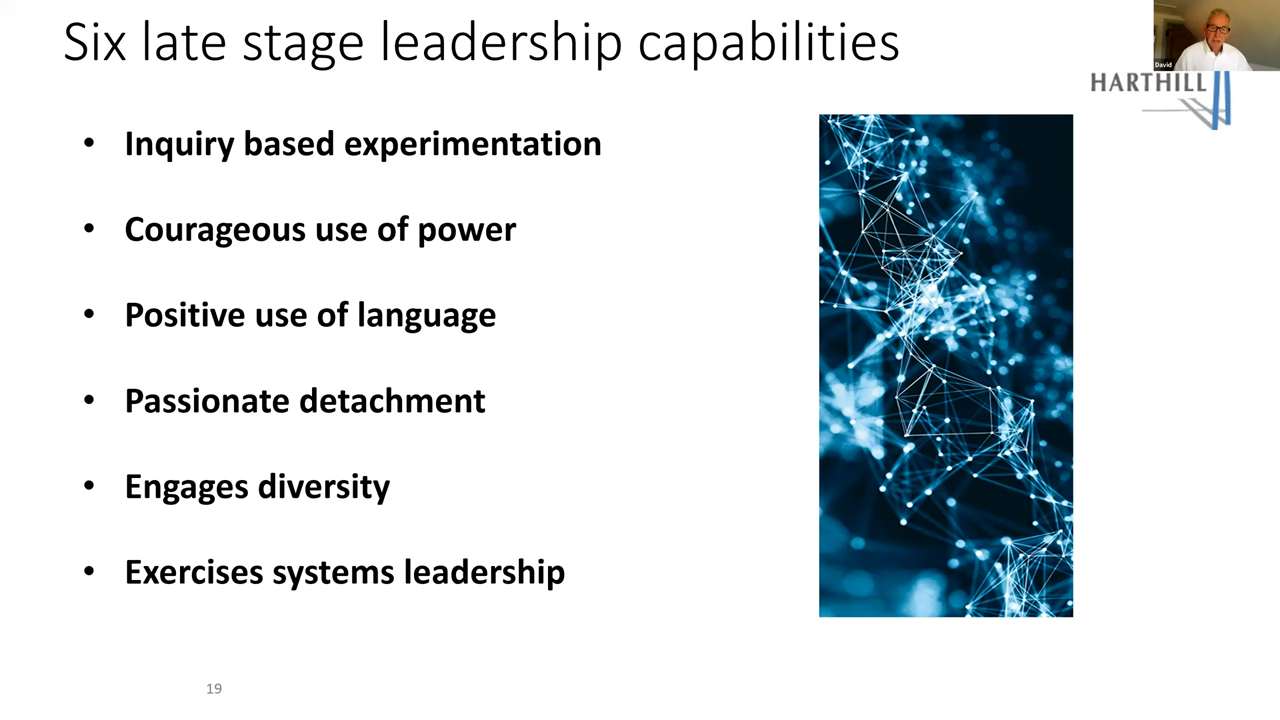 Six late stage leadership capabilities
David
HARTHILL
• Inquiry based experimentation
• Courageous use of power
• Positive use of language
• Passionate detachment
• Engages diversity
• Exercises systems leadership
19